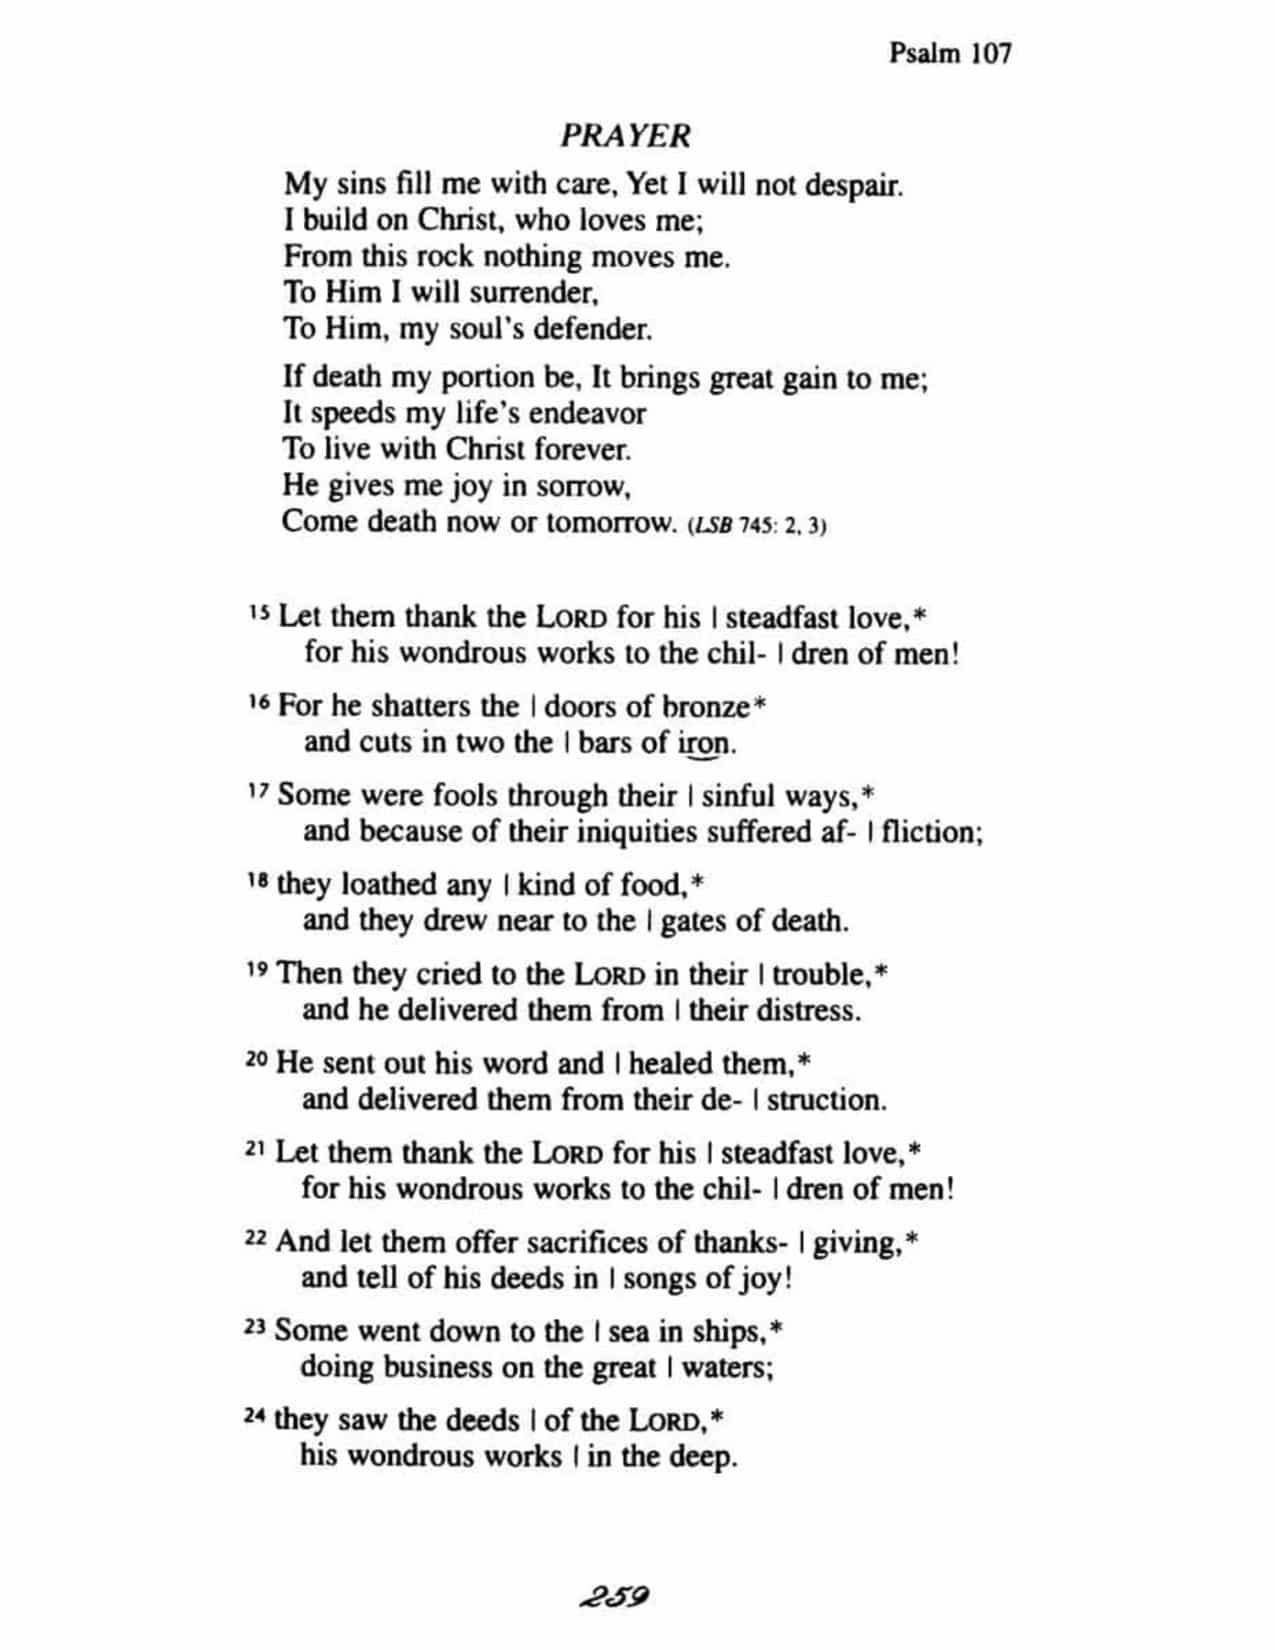 Psalm 107
PRAYER
My sins fill me with care, Yet I will not despair.
I build on Christ, who loves me;
From this rock nothing moves me.
To Him I will surrender,
To Him, my soul's defender.
If death my portion be, It brings great gain to me;
It speeds my life's endeavor
To live with Christ forever.
He gives me joy in sorrow,
Come death now or tomorrow. (LSB 745: 2, 3)
15 Let them thank the LORD for his | steadfast love,*
for his wondrous works to the chil- | dren of men!
16 For he shatters the | doors of bronze*
and cuts in two the | bars of iron.
17 Some were fools through their | sinful ways,*
and because of their iniquities suffered af- | fliction;
18 they loathed any | kind of food,*
and they drew near to the | gates of death.
19 Then they cried to the LORD in their | trouble,*
and he delivered them from | their distress.
20 He sent out his word and | healed them,*
and delivered them from their de- | struction.
21 Let them thank the LORD for his | steadfast love,*
for his wondrous works to the chil- | dren of men!
22 And let them offer sacrifices of thanks- | giving,*
and tell of his deeds in | songs of joy!
23 Some went down to the | sea in ships,*
doing business on the great | waters;
24 they saw the deeds | of the LORD,*
his wondrous works | in the deep.
259